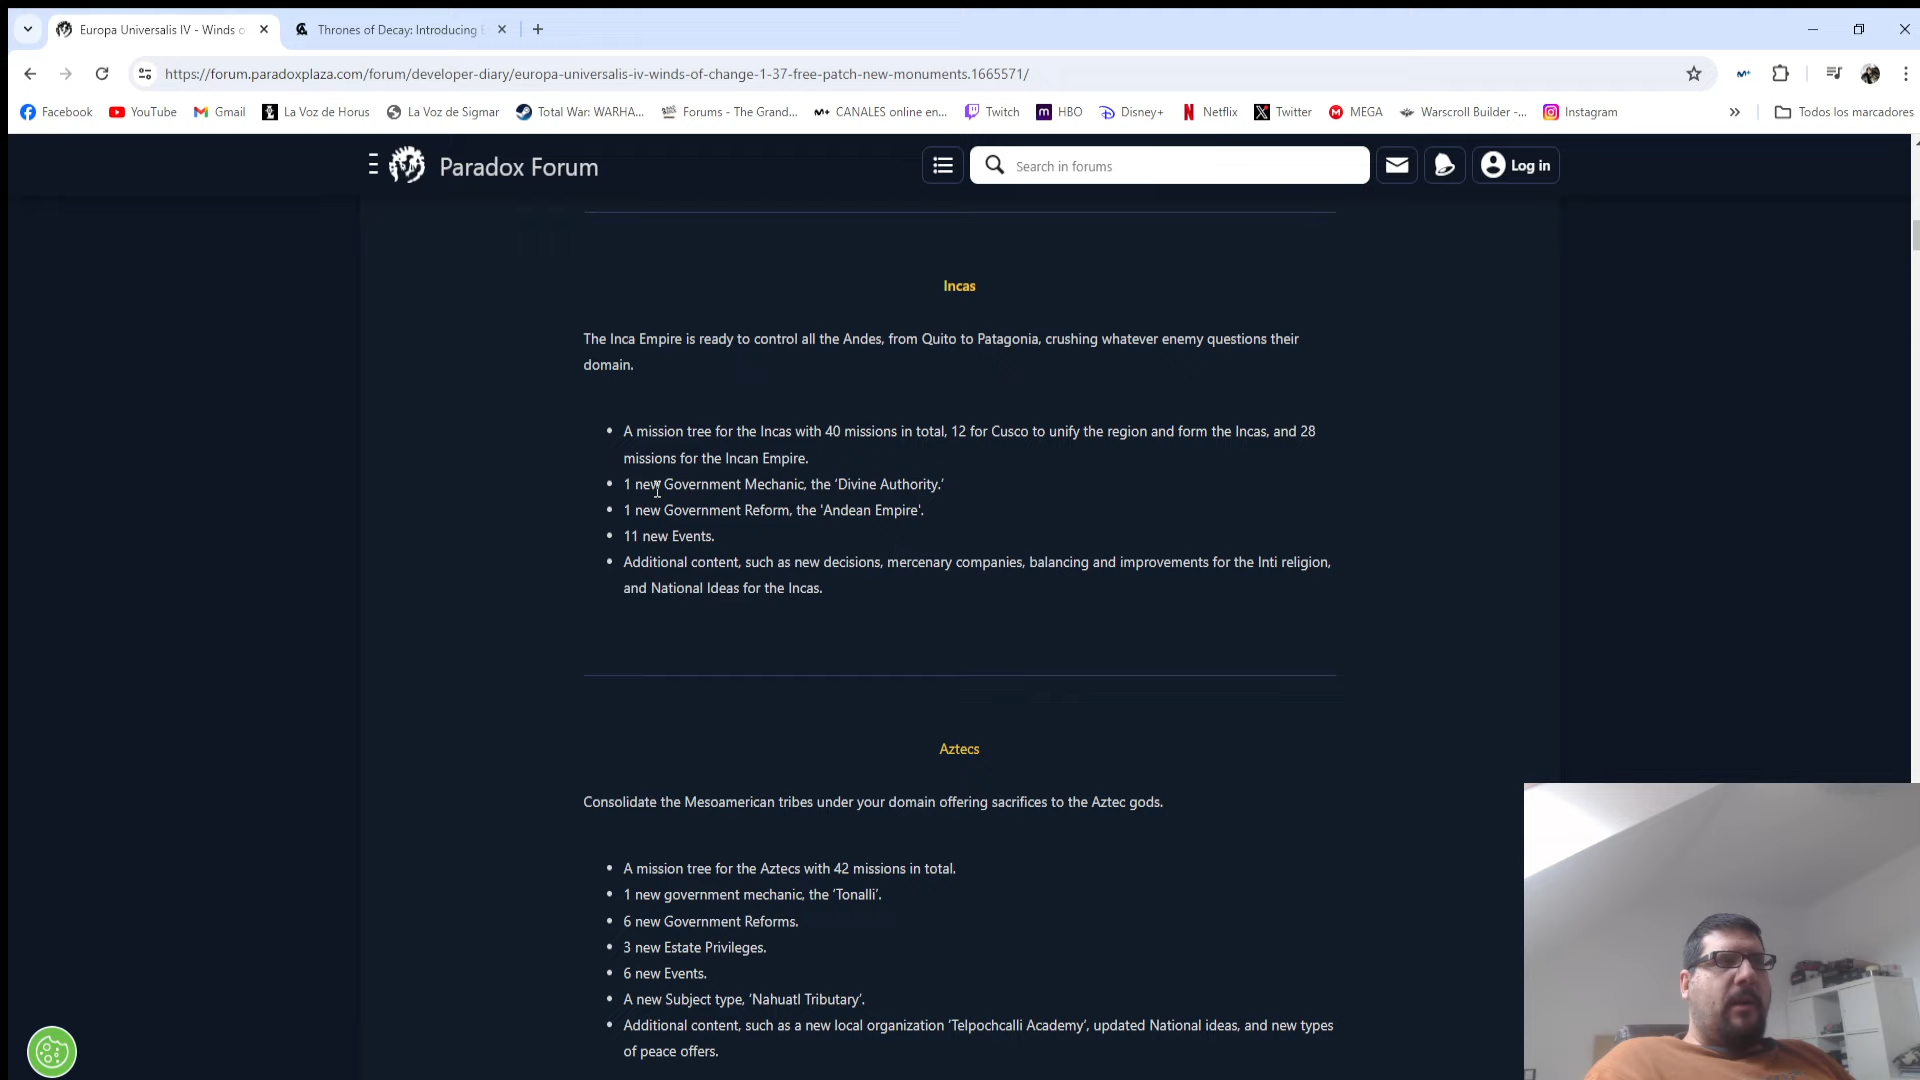 Europa Universalis IV - Winds o
Thrones of Decay: Introducing E
https://forum.paradoxplaza.com/forum/developer-diary/europa-universalis-iv-winds-of-change-1-37-free-patch-new-monuments.1665571/
Facebook YouTube Gmail La Voz de Horus La Voz de Sigmar Total War: WARHA... Forums - The Grand... CANALES online en... Twitch HBO Disney+ Netflix Twitter MEGA Warscroll Builder -... Instagram » Todos los marcadores
Paradox Forum Search in forums Log in
Incas
The Inca Empire is ready to control all the Andes, from Quito to Patagonia, crushing whatever enemy questions their
domain.
• A mission tree for the Incas with 40 missions in total, 12 for Cusco to unify the region and form the Incas, and 28
missions for the Incan Empire.
• 1 new Government Mechanic, the ‘Divine Authority.’
• 1 new Government Reform, the 'Andean Empire'.
• 11 new Events.
• Additional content, such as new decisions, mercenary companies, balancing and improvements for the Inti religion,
and National Ideas for the Incas.
Aztecs
Consolidate the Mesoamerican tribes under your domain offering sacrifices to the Aztec gods.
• A mission tree for the Aztecs with 42 missions in total.
• 1 new government mechanic, the ‘Tonalli’.
• 6 new Government Reforms.
• 3 new Estate Privileges.
• 6 new Events.
• A new Subject type, ‘Nahuatl Tributary’.
• Additional content, such as a new local organization ‘Telpochcalli Academy’, updated National ideas, and new types
of peace offers.